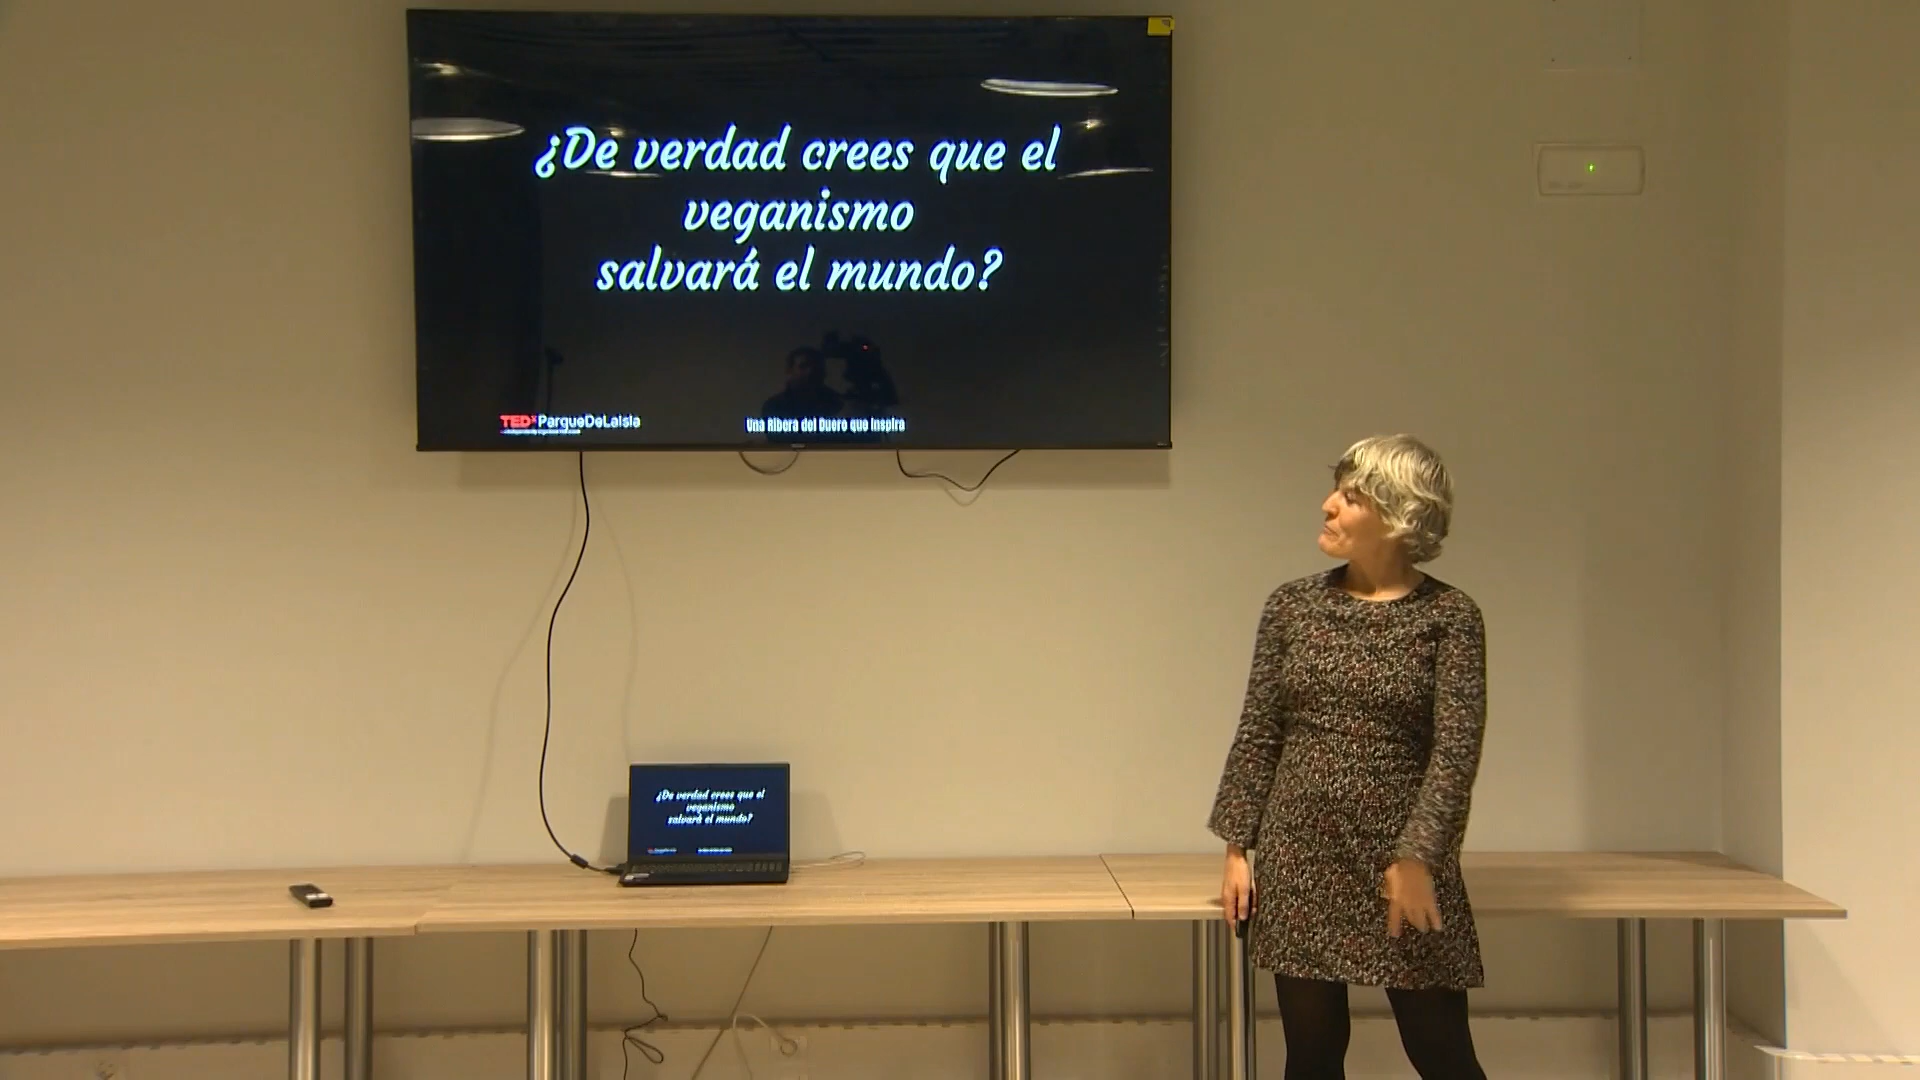 ¿De verdad crees que el
veganismo
salvará el mundo?
TEDxParqueDeLaIsla
Una Ribera del Duero que inspira
¿De verdad crees que el
veganismo
salvará el mundo?